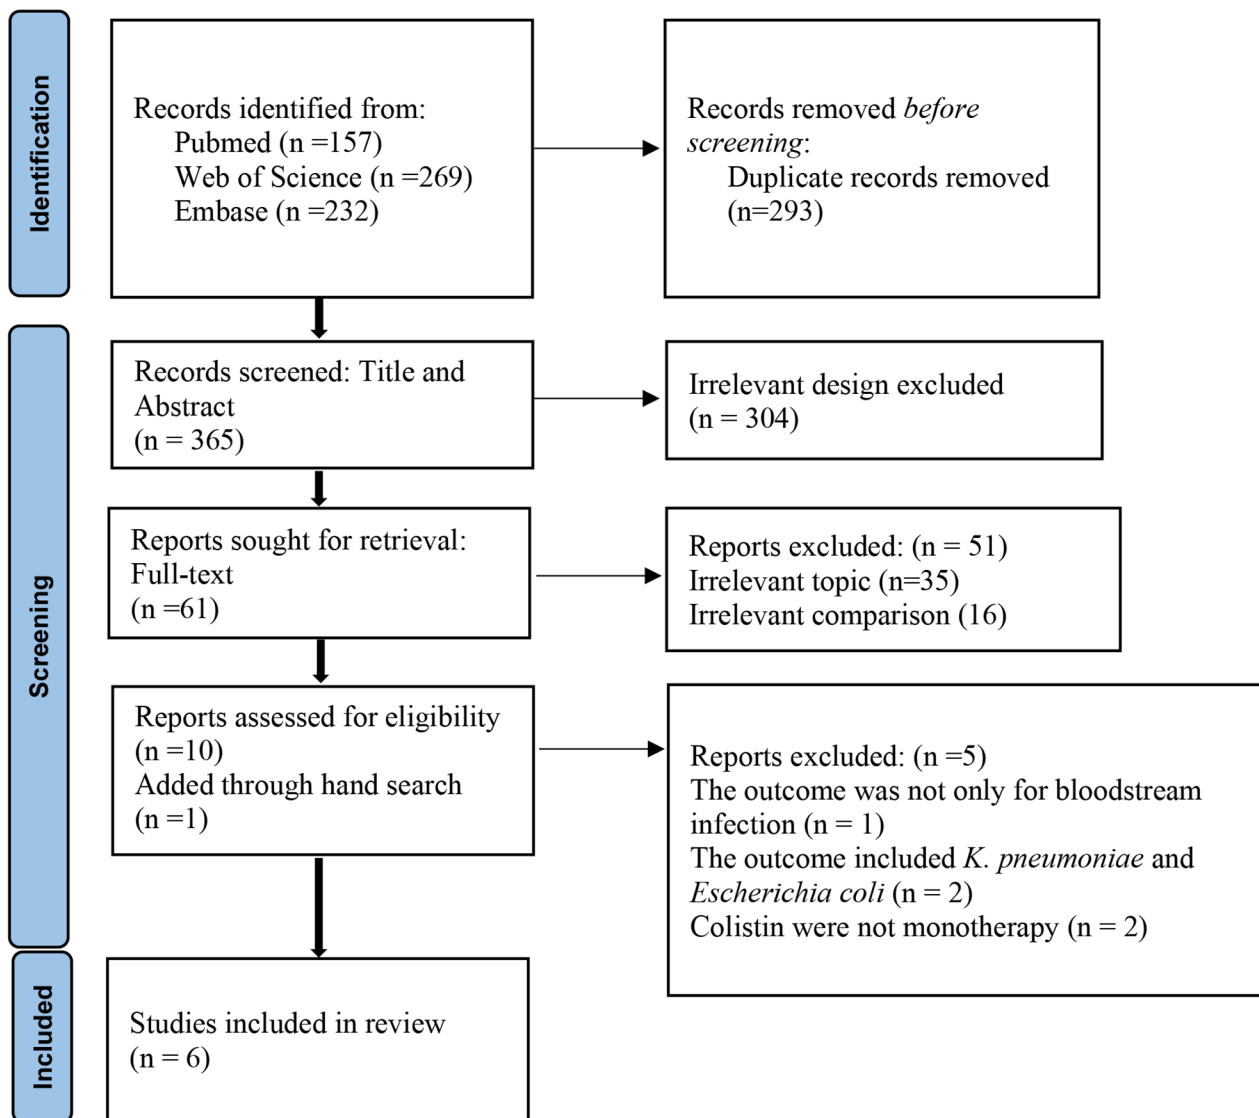 Identification
Records identified from:
Pubmed (n =157)
Web of Science (n =269)
Embase (n =232)
Records removed before
screening:
Duplicate records removed
(n=293)
Screening
Records screened: Title and
Abstract
(n = 365)
Irrelevant design excluded
(n = 304)
Reports sought for retrieval:
Full-text
(n =61)
Reports excluded: (n = 51)
Irrelevant topic (n=35)
Irrelevant comparison (16)
Reports assessed for eligibility
(n =10)
Added through hand search
(n =1)
Reports excluded: (n =5)
The outcome was not only for bloodstream
infection (n = 1)
The outcome included K. pneumoniae and
Escherichia coli (n = 2)
Colistin were not monotherapy (n = 2)
Included
Studies included in review
(n = 6)